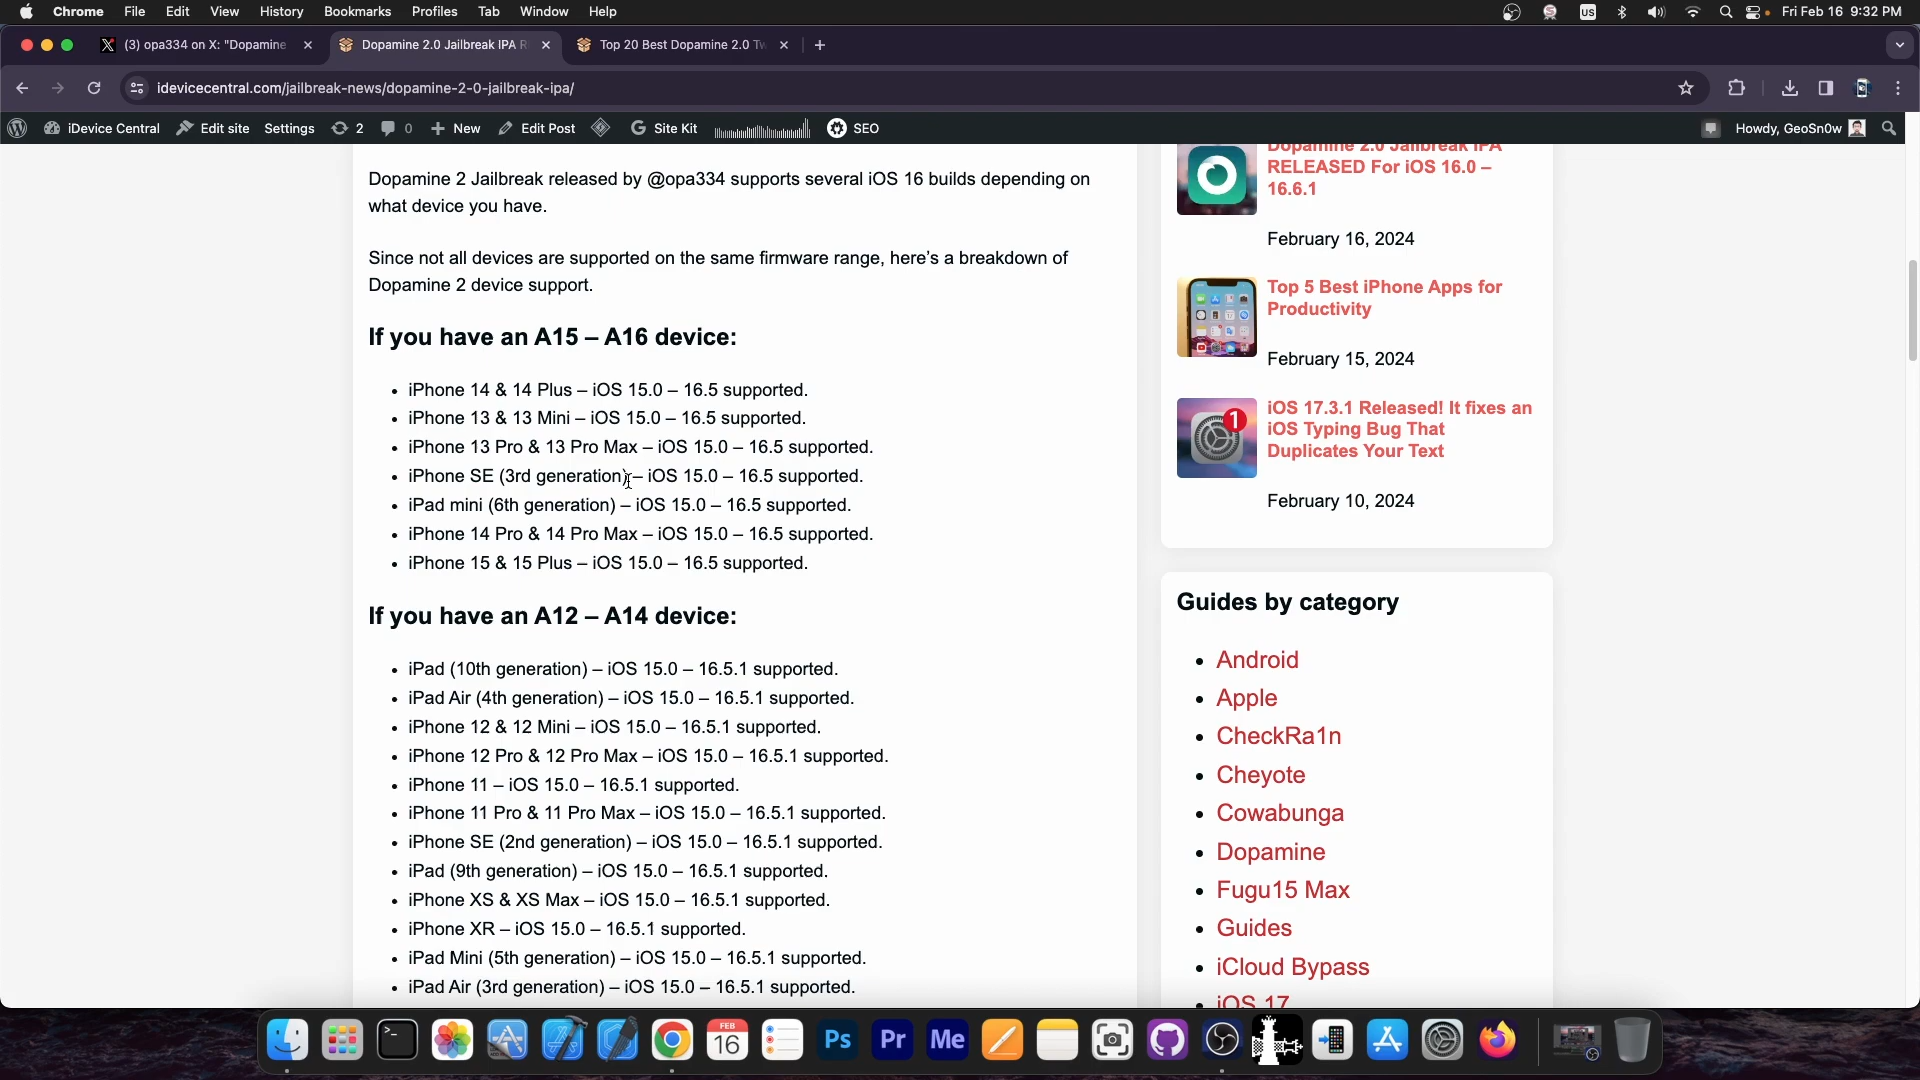 Chrome File Edit View History Bookmarks Profiles Tab Window Help
US Fri Feb 16 9:32 PM
(3) opa334 on X: "Dopamine
Dopamine 2.0 Jailbreak IPA R
Top 20 Best Dopamine 2.0 Tw
idevicecentral.com/jailbreak-news/dopamine-2-0-jailbreak-ipa/
iDevice Central Edit site Settings 2 0 New Edit Post Site Kit SEO Howdy, GeoSn0w
Dopamine 2 Jailbreak released by @opa334 supports several iOS 16 builds depending on
what device you have.
Since not all devices are supported on the same firmware range, here’s a breakdown of
Dopamine 2 device support.
If you have an A15 – A16 device:
• iPhone 14 & 14 Plus – iOS 15.0 – 16.5 supported.
• iPhone 13 & 13 Mini – iOS 15.0 – 16.5 supported.
• iPhone 13 Pro & 13 Pro Max – iOS 15.0 – 16.5 supported.
• iPhone SE (3rd generation) – iOS 15.0 – 16.5 supported.
• iPad mini (6th generation) – iOS 15.0 – 16.5 supported.
• iPhone 14 Pro & 14 Pro Max – iOS 15.0 – 16.5 supported.
• iPhone 15 & 15 Plus – iOS 15.0 – 16.5 supported.
If you have an A12 – A14 device:
• iPad (10th generation) – iOS 15.0 – 16.5.1 supported.
• iPad Air (4th generation) – iOS 15.0 – 16.5.1 supported.
• iPhone 12 & 12 Mini – iOS 15.0 – 16.5.1 supported.
• iPhone 12 Pro & 12 Pro Max – iOS 15.0 – 16.5.1 supported.
• iPhone 11 – iOS 15.0 – 16.5.1 supported.
• iPhone 11 Pro & 11 Pro Max – iOS 15.0 – 16.5.1 supported.
• iPhone SE (2nd generation) – iOS 15.0 – 16.5.1 supported.
• iPad (9th generation) – iOS 15.0 – 16.5.1 supported.
• iPhone XS & XS Max – iOS 15.0 – 16.5.1 supported.
• iPhone XR – iOS 15.0 – 16.5.1 supported.
• iPad Mini (5th generation) – iOS 15.0 – 16.5.1 supported.
• iPad Air (3rd generation) – iOS 15.0 – 16.5.1 supported.
Dopamine 2.0 Jailbreak IPA
RELEASED For iOS 16.0 –
16.6.1
February 16, 2024
Top 5 Best iPhone Apps for
Productivity
February 15, 2024
1
iOS 17.3.1 Released! It fixes an
iOS Typing Bug That
Duplicates Your Text
February 10, 2024
Guides by category
• Android
• Apple
• CheckRa1n
• Cheyote
• Cowabunga
• Dopamine
• Fugu15 Max
• Guides
• iCloud Bypass
• iOS 17
FEB
16
Ps
Pr
Me